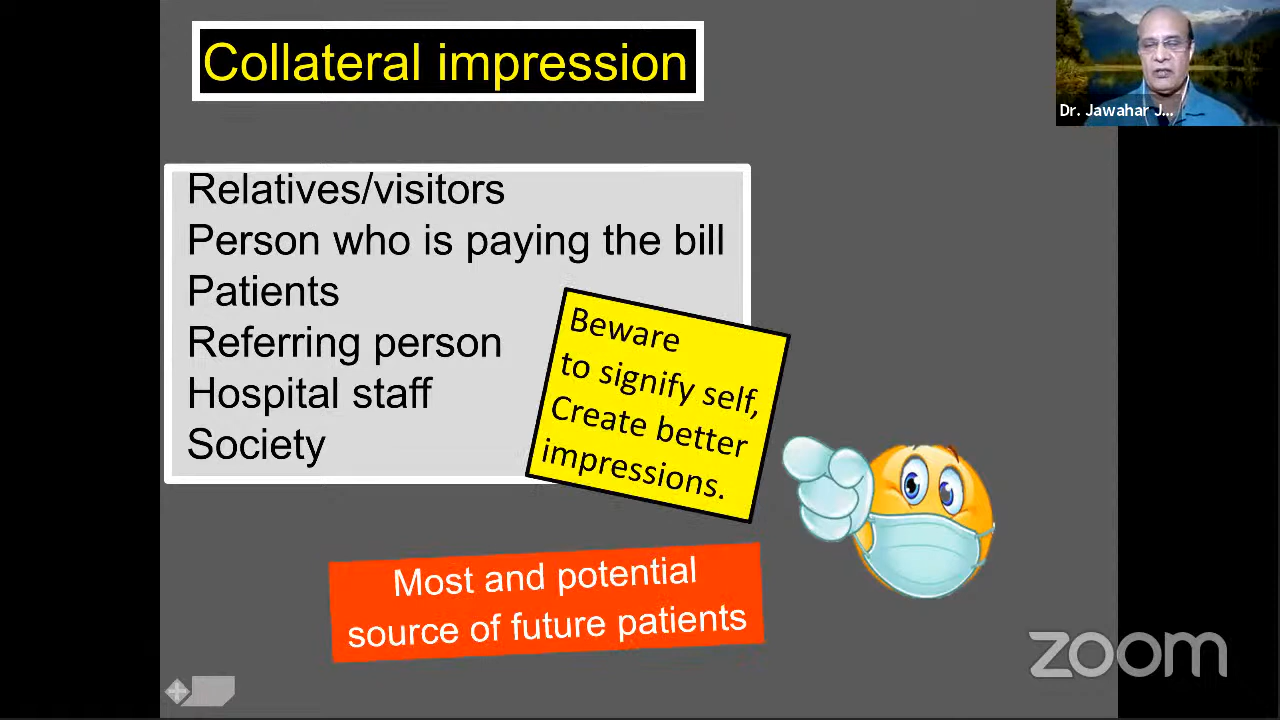 Collateral impression
Dr. Jawahar J...
Relatives/visitors
Person who is paying the bill
Patients
Referring person
Hospital staff
Society
Beware
to signify self,
Create better
impressions.
Most and potential
source of future patients
zoom